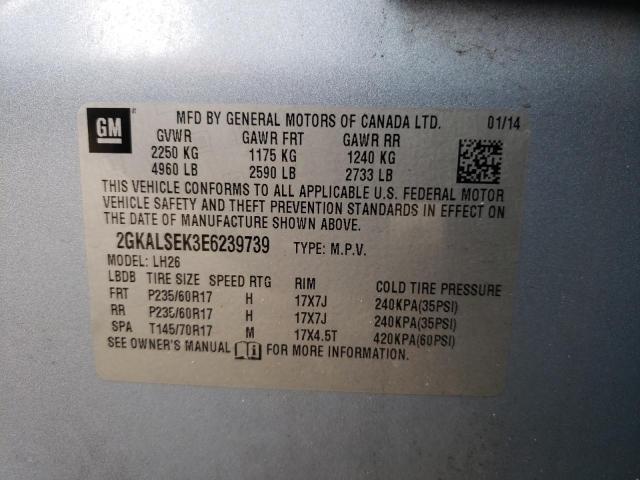 GM
MFD BY GENERAL MOTORS OF CANADA LTD. 01/14
GVWR GAWR FRT GAWR RR
2250 KG 1175 KG 1240 KG
4960 LB 2590 LB 2733 LB
THIS VEHICLE CONFORMS TO ALL APPLICABLE U.S. FEDERAL MOTOR
VEHICLE SAFETY AND THEFT PREVENTION STANDARDS IN EFFECT ON
THE DATE OF MANUFACTURE SHOWN ABOVE.
2GKALSEK3E6239739 TYPE: M.P.V.
MODEL: LH26
LBDB TIRE SIZE SPEED RTG RIM COLD TIRE PRESSURE
FRT P235/60R17 H 17X7J 240KPA(35PSI)
RR P235/60R17 H 17X7J 240KPA(35PSI)
SPA T145/70R17 M 17X4.5T 420KPA(60PSI)
SEE OWNER'S MANUAL FOR MORE INFORMATION.